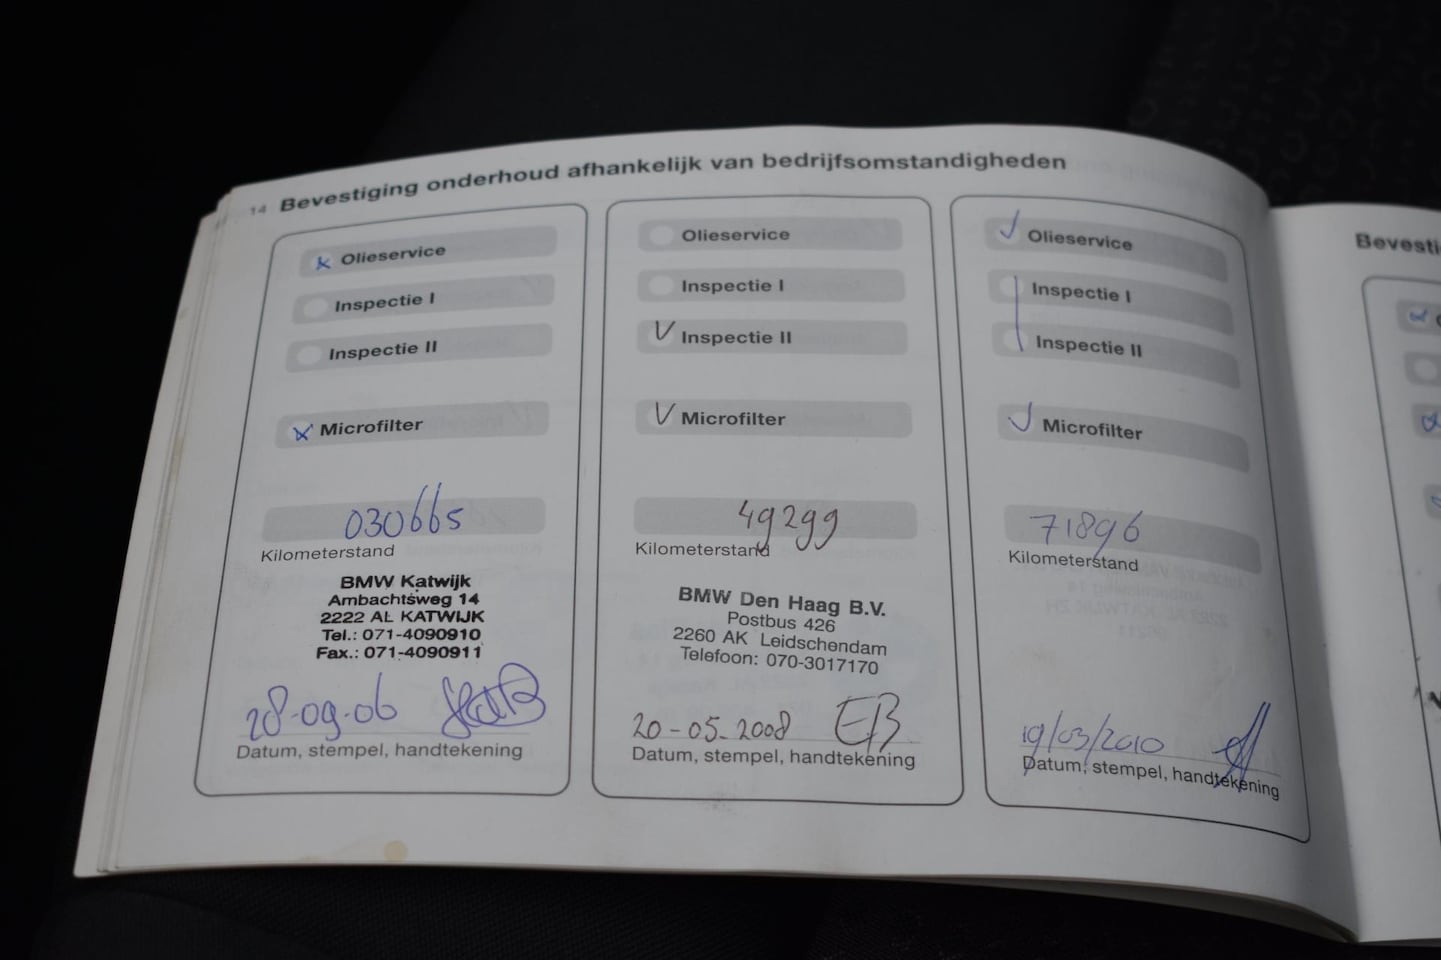 14 Bevestiging onderhoud afhankelijk van bedrijfsomstandigheden
Olieservice
Inspectie I
Inspectie II
Microfilter
030665
Kilometerstand
BMW Katwijk
Ambachtsweg 14
2222 AL KATWIJK
Tel.: 071-4090910
Fax.: 071-4090911
28-09-06
Datum, stempel, handtekening
Olieservice
Inspectie I
Inspectie II
Microfilter
49299
Kilometerstand
BMW Den Haag B.V.
Postbus 426
2260 AK Leidschendam
Telefoon: 070-3017170
20-05-2008 EB
Datum, stempel, handtekening
Olieservice
Inspectie I
Inspectie II
Microfilter
71896
Kilometerstand
19/03/2010
Datum, stempel, handtekening
Bevesti